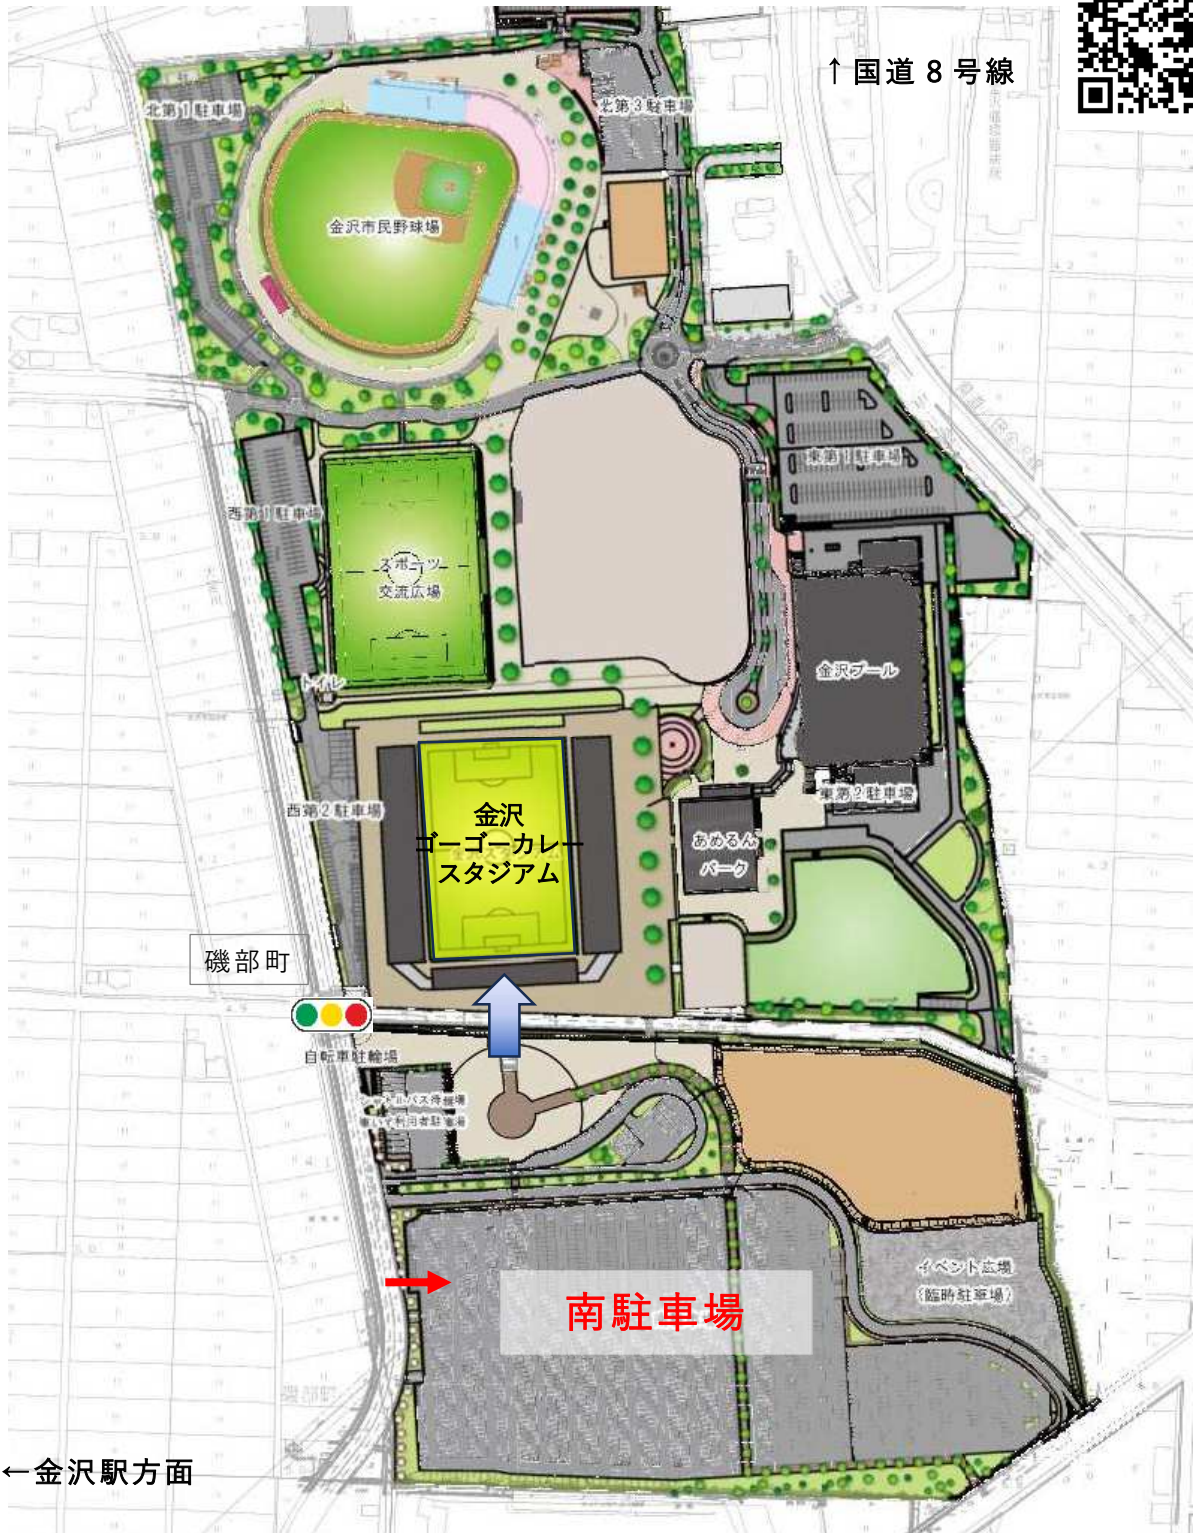 ↑国道８号線
北第１駐車場
北第３駐車場
金沢市民野球場
東第１駐車場
西第１駐車場
スポーツ
交流広場
金沢プール
トイレ
東第２駐車場
西第２駐車場
金沢
ゴーゴーカレー
スタジアム
あめるん
パーク
磯部町
自転車駐輪場
シャトルバス待機場
車いす利用者駐車場
イベント広場
（臨時駐車場）
南駐車場
磯部町
←金沢駅方面